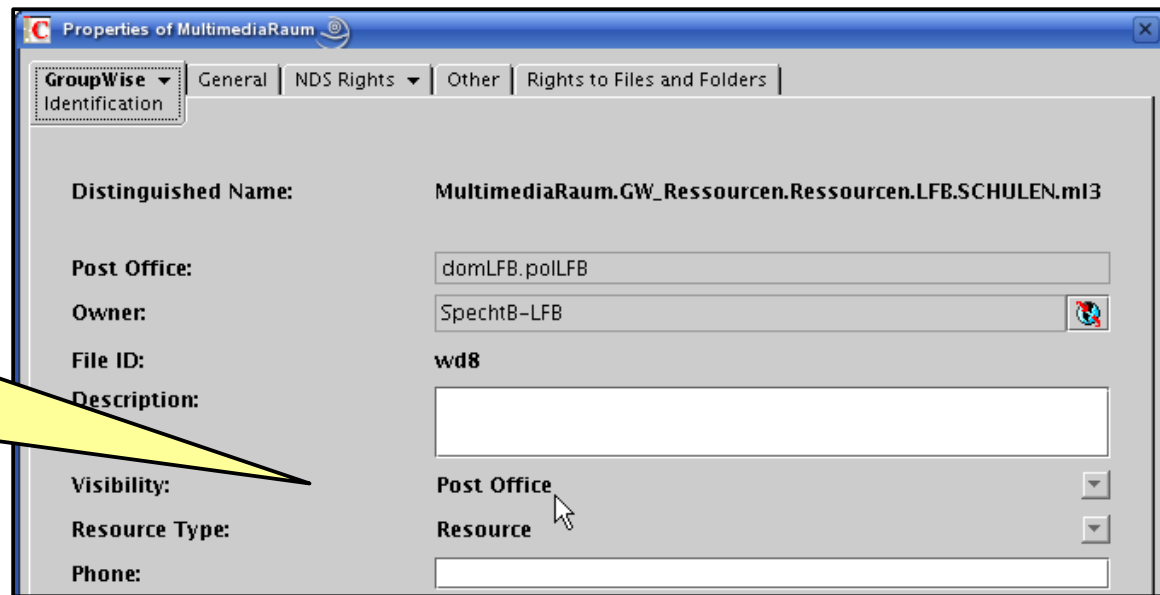 C Properties of MultimediaRaum
GroupWise General NDS Rights Other Rights to Files and Folders
Identification
Distinguished Name: MultimediaRaum.GW_Ressourcen.Ressourcen.LFB.SCHULEN.ml3
Post Office: domLFB.polLFB
Owner: SpechtB-LFB
File ID: wd8
Description:
Visibility: Post Office
Resource Type: Resource
Phone: